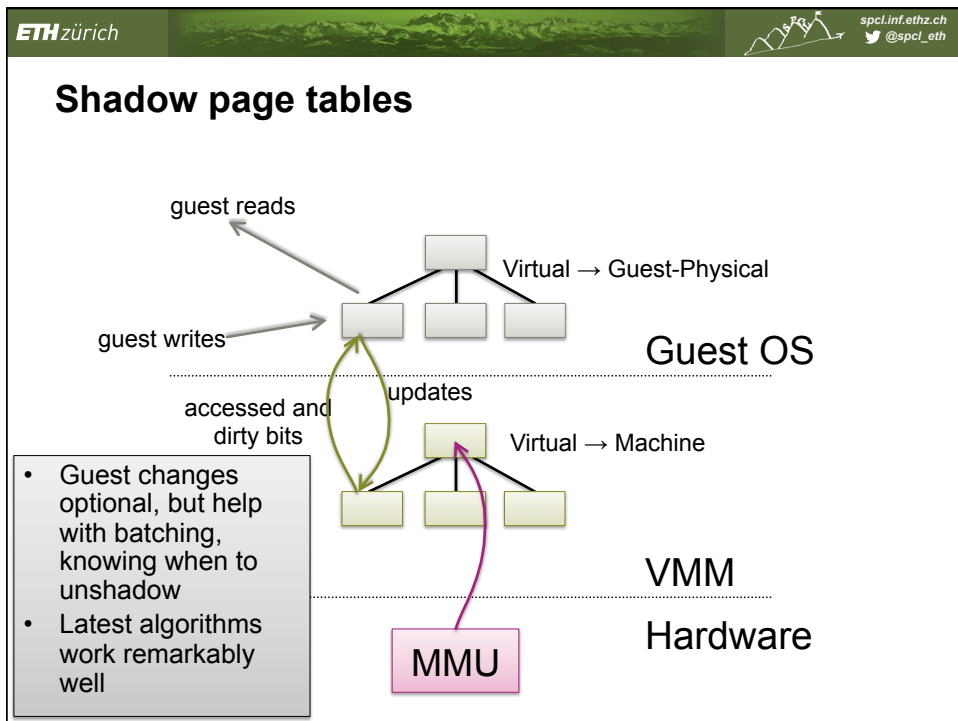 ETH zürich
spcl.inf.ethz.ch
@spcl_eth
Shadow page tables
guest reads
Virtual → Guest-Physical
guest writes
Guest OS
updates
accessed and
dirty bits
Virtual → Machine
• Guest changes
optional, but help
with batching,
knowing when to
unshadow
• Latest algorithms
work remarkably
well
VMM
Hardware
MMU